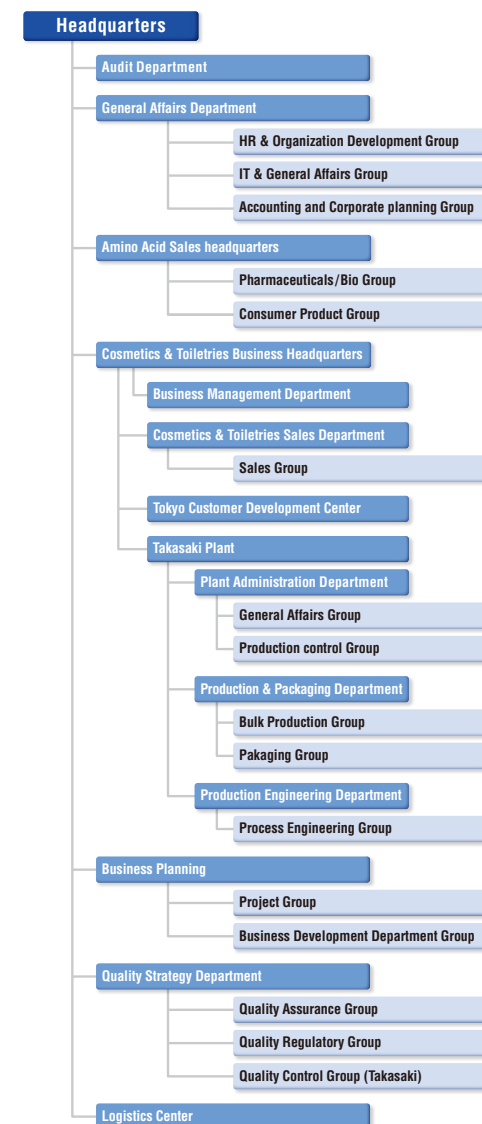 Headquarters
Audit Department
General Affairs Department
HR & Organization Development Group
IT & General Affairs Group
Accounting and Corporate planning Group
Amino Acid Sales headquarters
Pharmaceuticals/Bio Group
Consumer Product Group
Cosmetics & Toiletries Business Headquarters
Business Management Department
Cosmetics & Toiletries Sales Department
Sales Group
Tokyo Customer Development Center
Takasaki Plant
Plant Administration Department
General Affairs Group
Production control Group
Production & Packaging Department
Bulk Production Group
Pakaging Group
Production Engineering Department
Process Engineering Group
Business Planning
Project Group
Business Development Department Group
Quality Strategy Department
Quality Assurance Group
Quality Regulatory Group
Quality Control Group (Takasaki)
Logistics Center